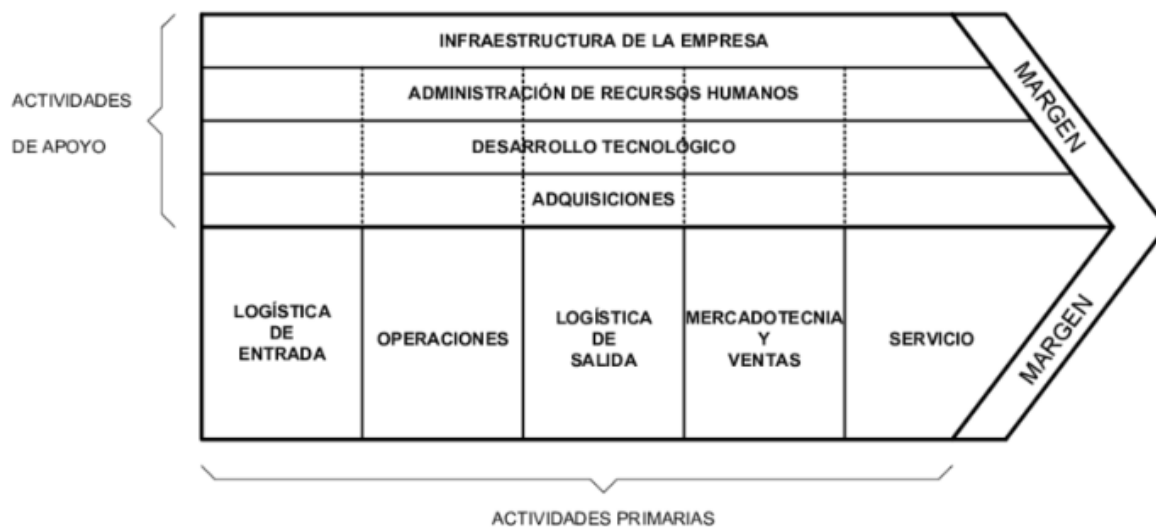 INFRAESTRUCTURA DE LA EMPRESA
ACTIVIDADES
DE APOYO
ADMINISTRACIÓN DE RECURSOS HUMANOS
DESARROLLO TECNOLÓGICO
ADQUISICIONES
MARGEN
LOGÍSTICA
DE
ENTRADA
OPERACIONES
LOGÍSTICA
DE
SALIDA
MERCADOTECNIA
Y
VENTAS
SERVICIO
MARGEN
ACTIVIDADES PRIMARIAS